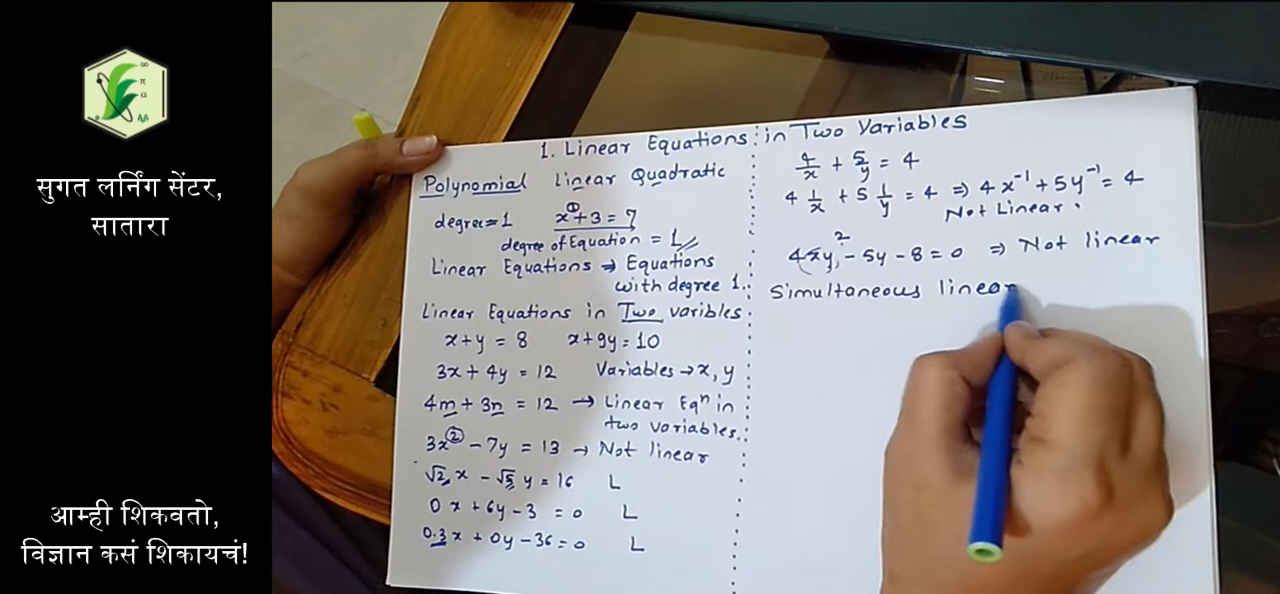 सुगत लर्निंग सेंटर,
सातारा
आम्ही शिकवतो,
विज्ञान कसं शिकायचं!
1. Linear Equations in Two Variables
Polynomial linear Quadratic
degree=1 x¹+3=7
degree of Equation = 1
Linear Equations → Equations
with degree 1.
Linear Equations in Two varibles
x+y = 8 x+9y=10
3x+4y = 12 Variables → x, y
4m+3n = 12 → Linear Eqⁿ in
two variables.
3x² - 7y = 13 → Not linear
√2 x - √5 y = 16 L
0x + 6y - 3 = 0 L
0.3x + 0y - 36 = 0 L
4/x + 5/y = 4
4 1/x + 5 1/y = 4 ⇒ 4x⁻¹ + 5y⁻¹ = 4
Not Linear.
2
4xy - 5y - 8 = 0 ⇒ Not linear
Simultaneous linear